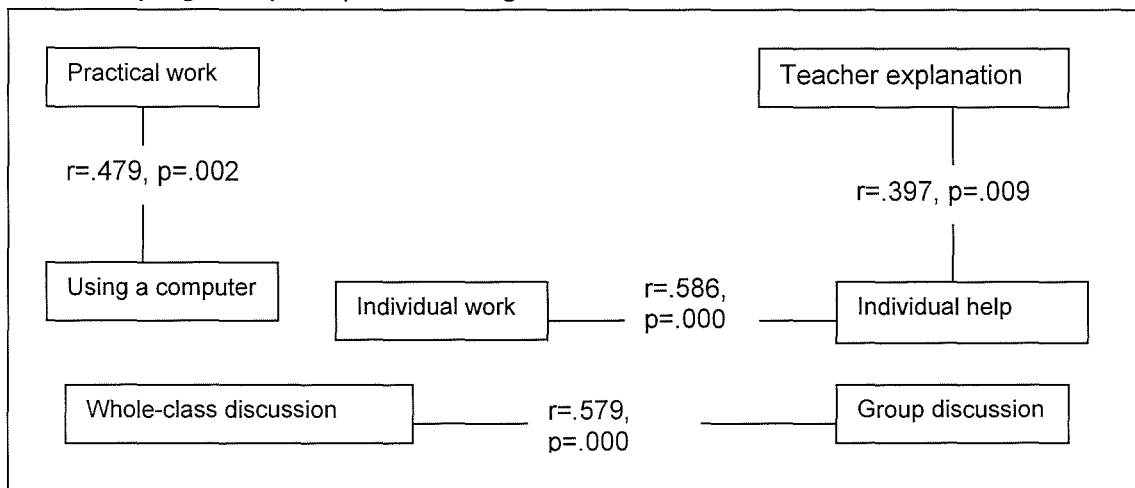 Practical work
Teacher explanation
r=.479, p=.002
r=.397, p=.009
Using a computer
Individual work
r=.586,
p=.000
Individual help
Whole-class discussion
r=.579,
p=.000
Group discussion